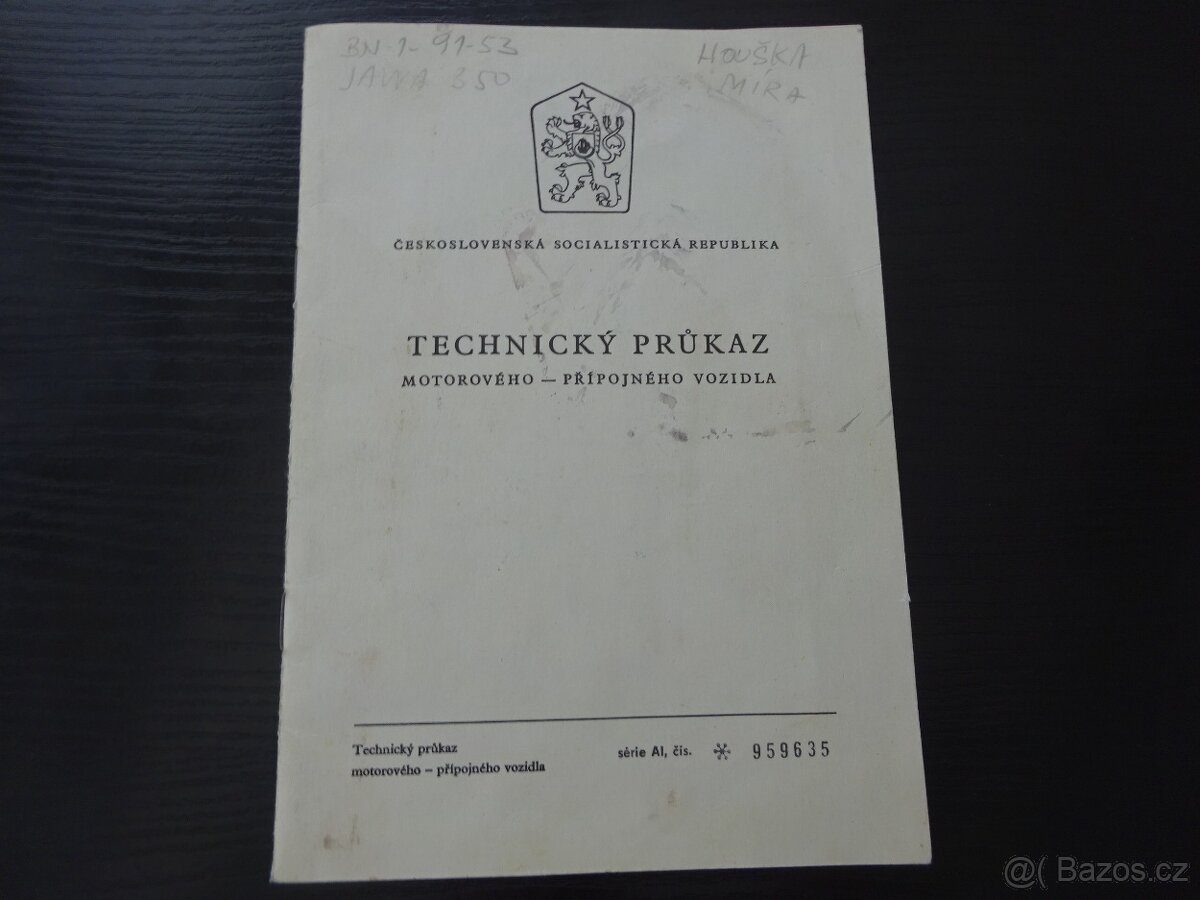 BN-1-91-53
JAWA 350
HOUŠKA
MÍRA
ČESKOSLOVENSKÁ SOCIALISTICKÁ REPUBLIKA
TECHNICKÝ PRŮKAZ
MOTOROVÉHO — PŘÍPOJNÉHO VOZIDLA
Technický průkaz
motorového – přípojného vozidla
série AI, čís. ✻ 959635
@( Bazos.cz